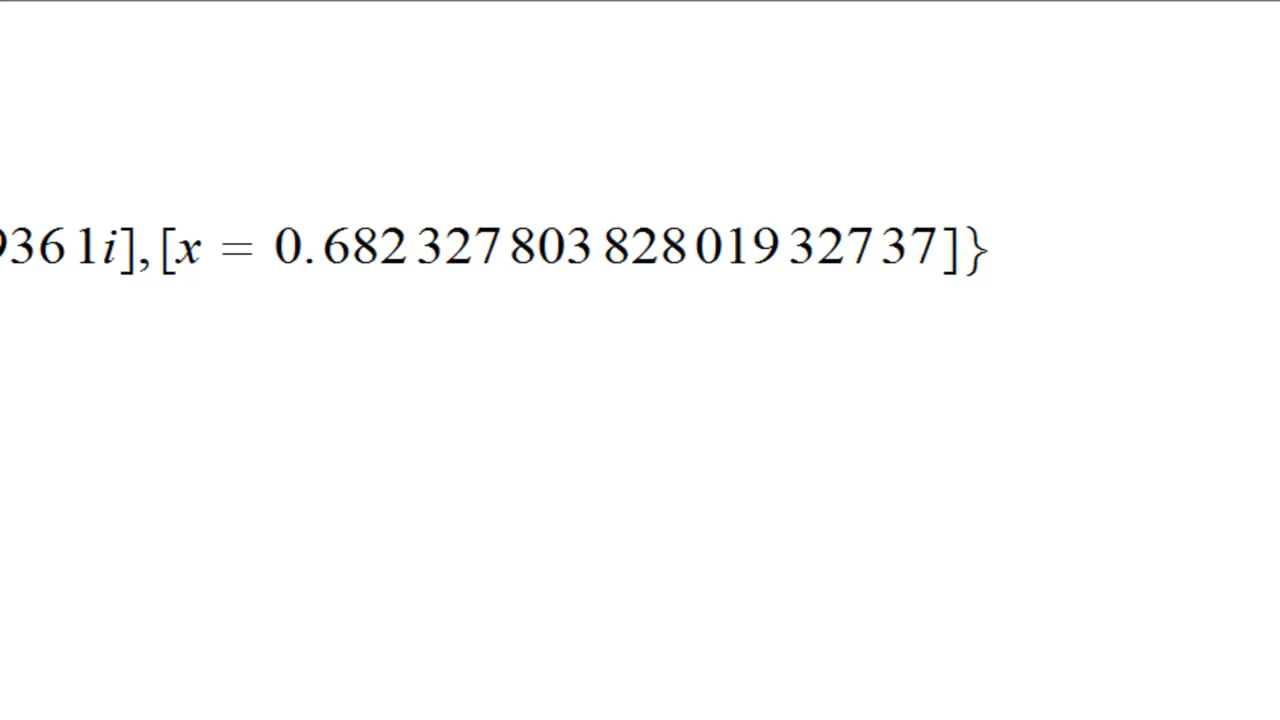 936 1i], [x = 0. 682 327 803 828 019 327 37]}